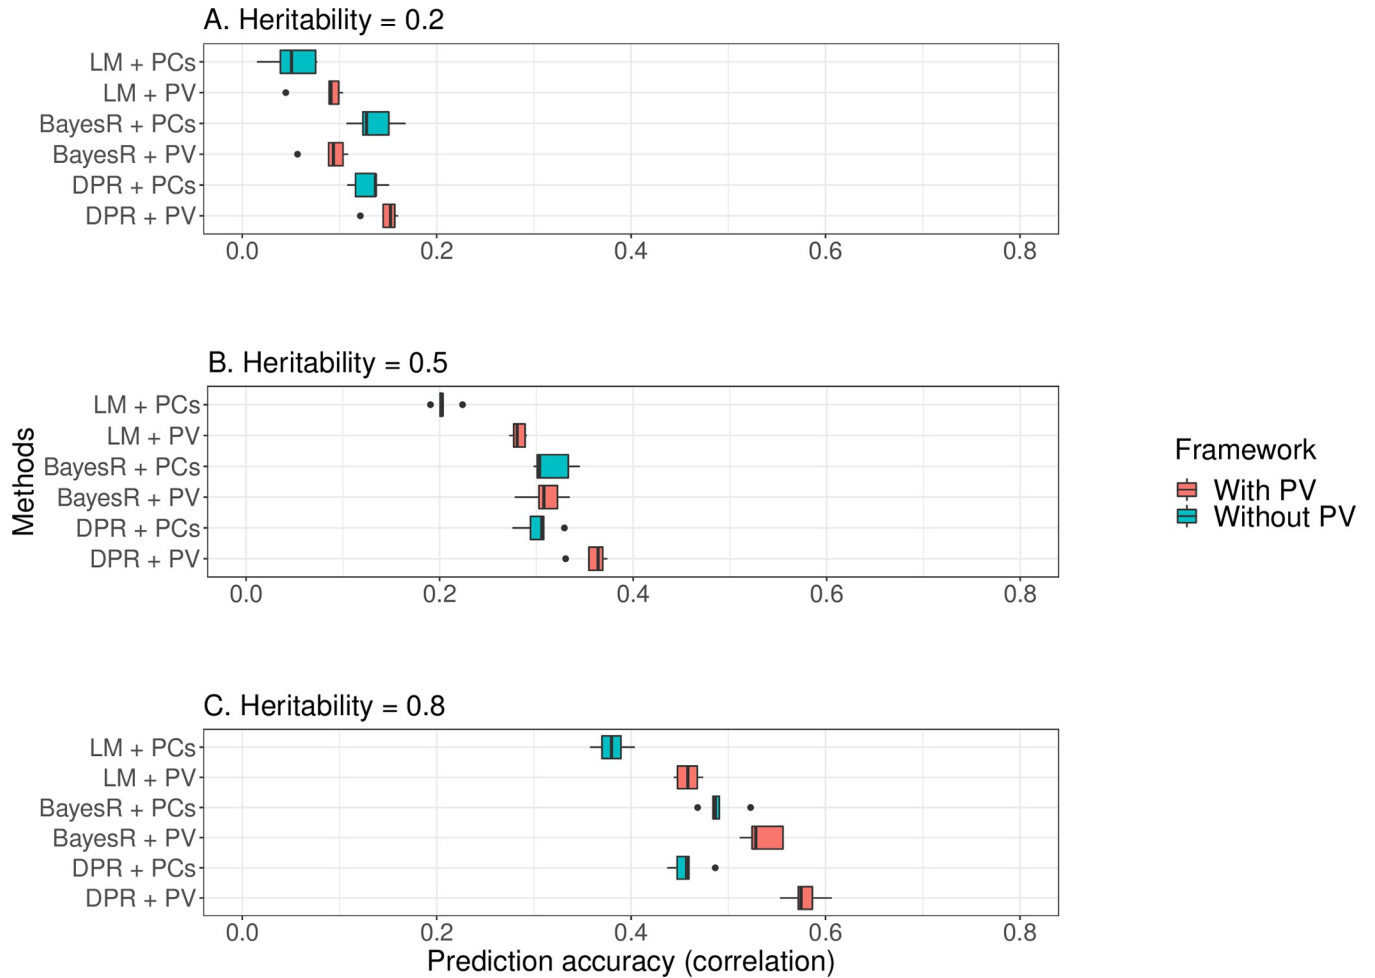 A. Heritability = 0.2
LM + PCs
LM + PV
BayesR + PCs
BayesR + PV
DPR + PCs
DPR + PV
0.0 0.2 0.4 0.6 0.8
B. Heritability = 0.5
LM + PCs
LM + PV
BayesR + PCs
BayesR + PV
DPR + PCs
DPR + PV
0.0 0.2 0.4 0.6 0.8
Methods
Framework
With PV
Without PV
C. Heritability = 0.8
LM + PCs
LM + PV
BayesR + PCs
BayesR + PV
DPR + PCs
DPR + PV
0.0 0.2 0.4 0.6 0.8
Prediction accuracy (correlation)